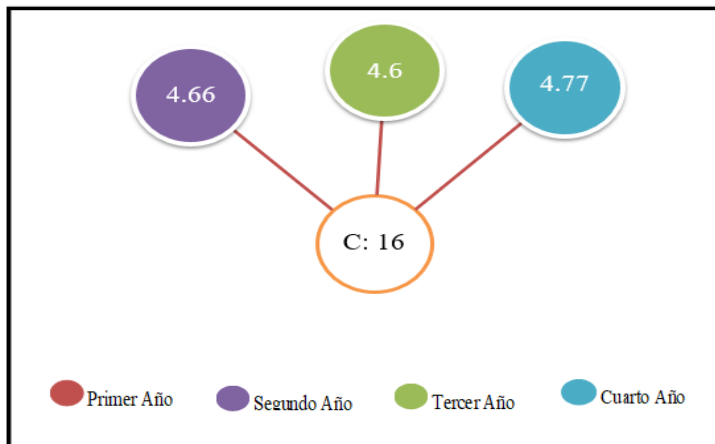 4.66
4.6
4.77
C: 16
Primer Año
Segundo Año
Tercer Año
Cuarto Año